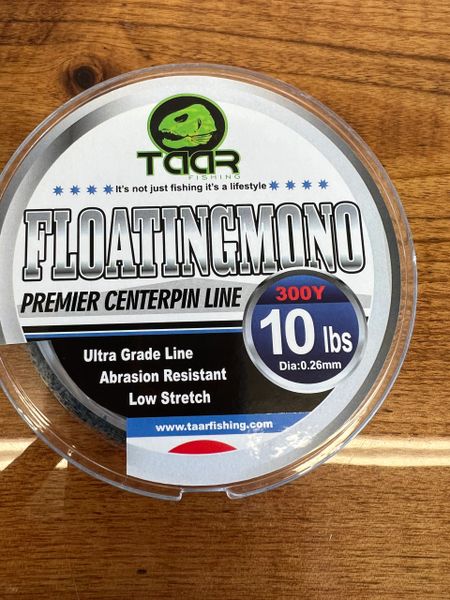 TAAR
FISHING
It's not just fishing it's a lifestyle
FLOATINGMONO
PREMIER CENTERPIN LINE
300Y
10 lbs
Dia:0.26mm
Ultra Grade Line
Abrasion Resistant
Low Stretch
www.taarfishing.com